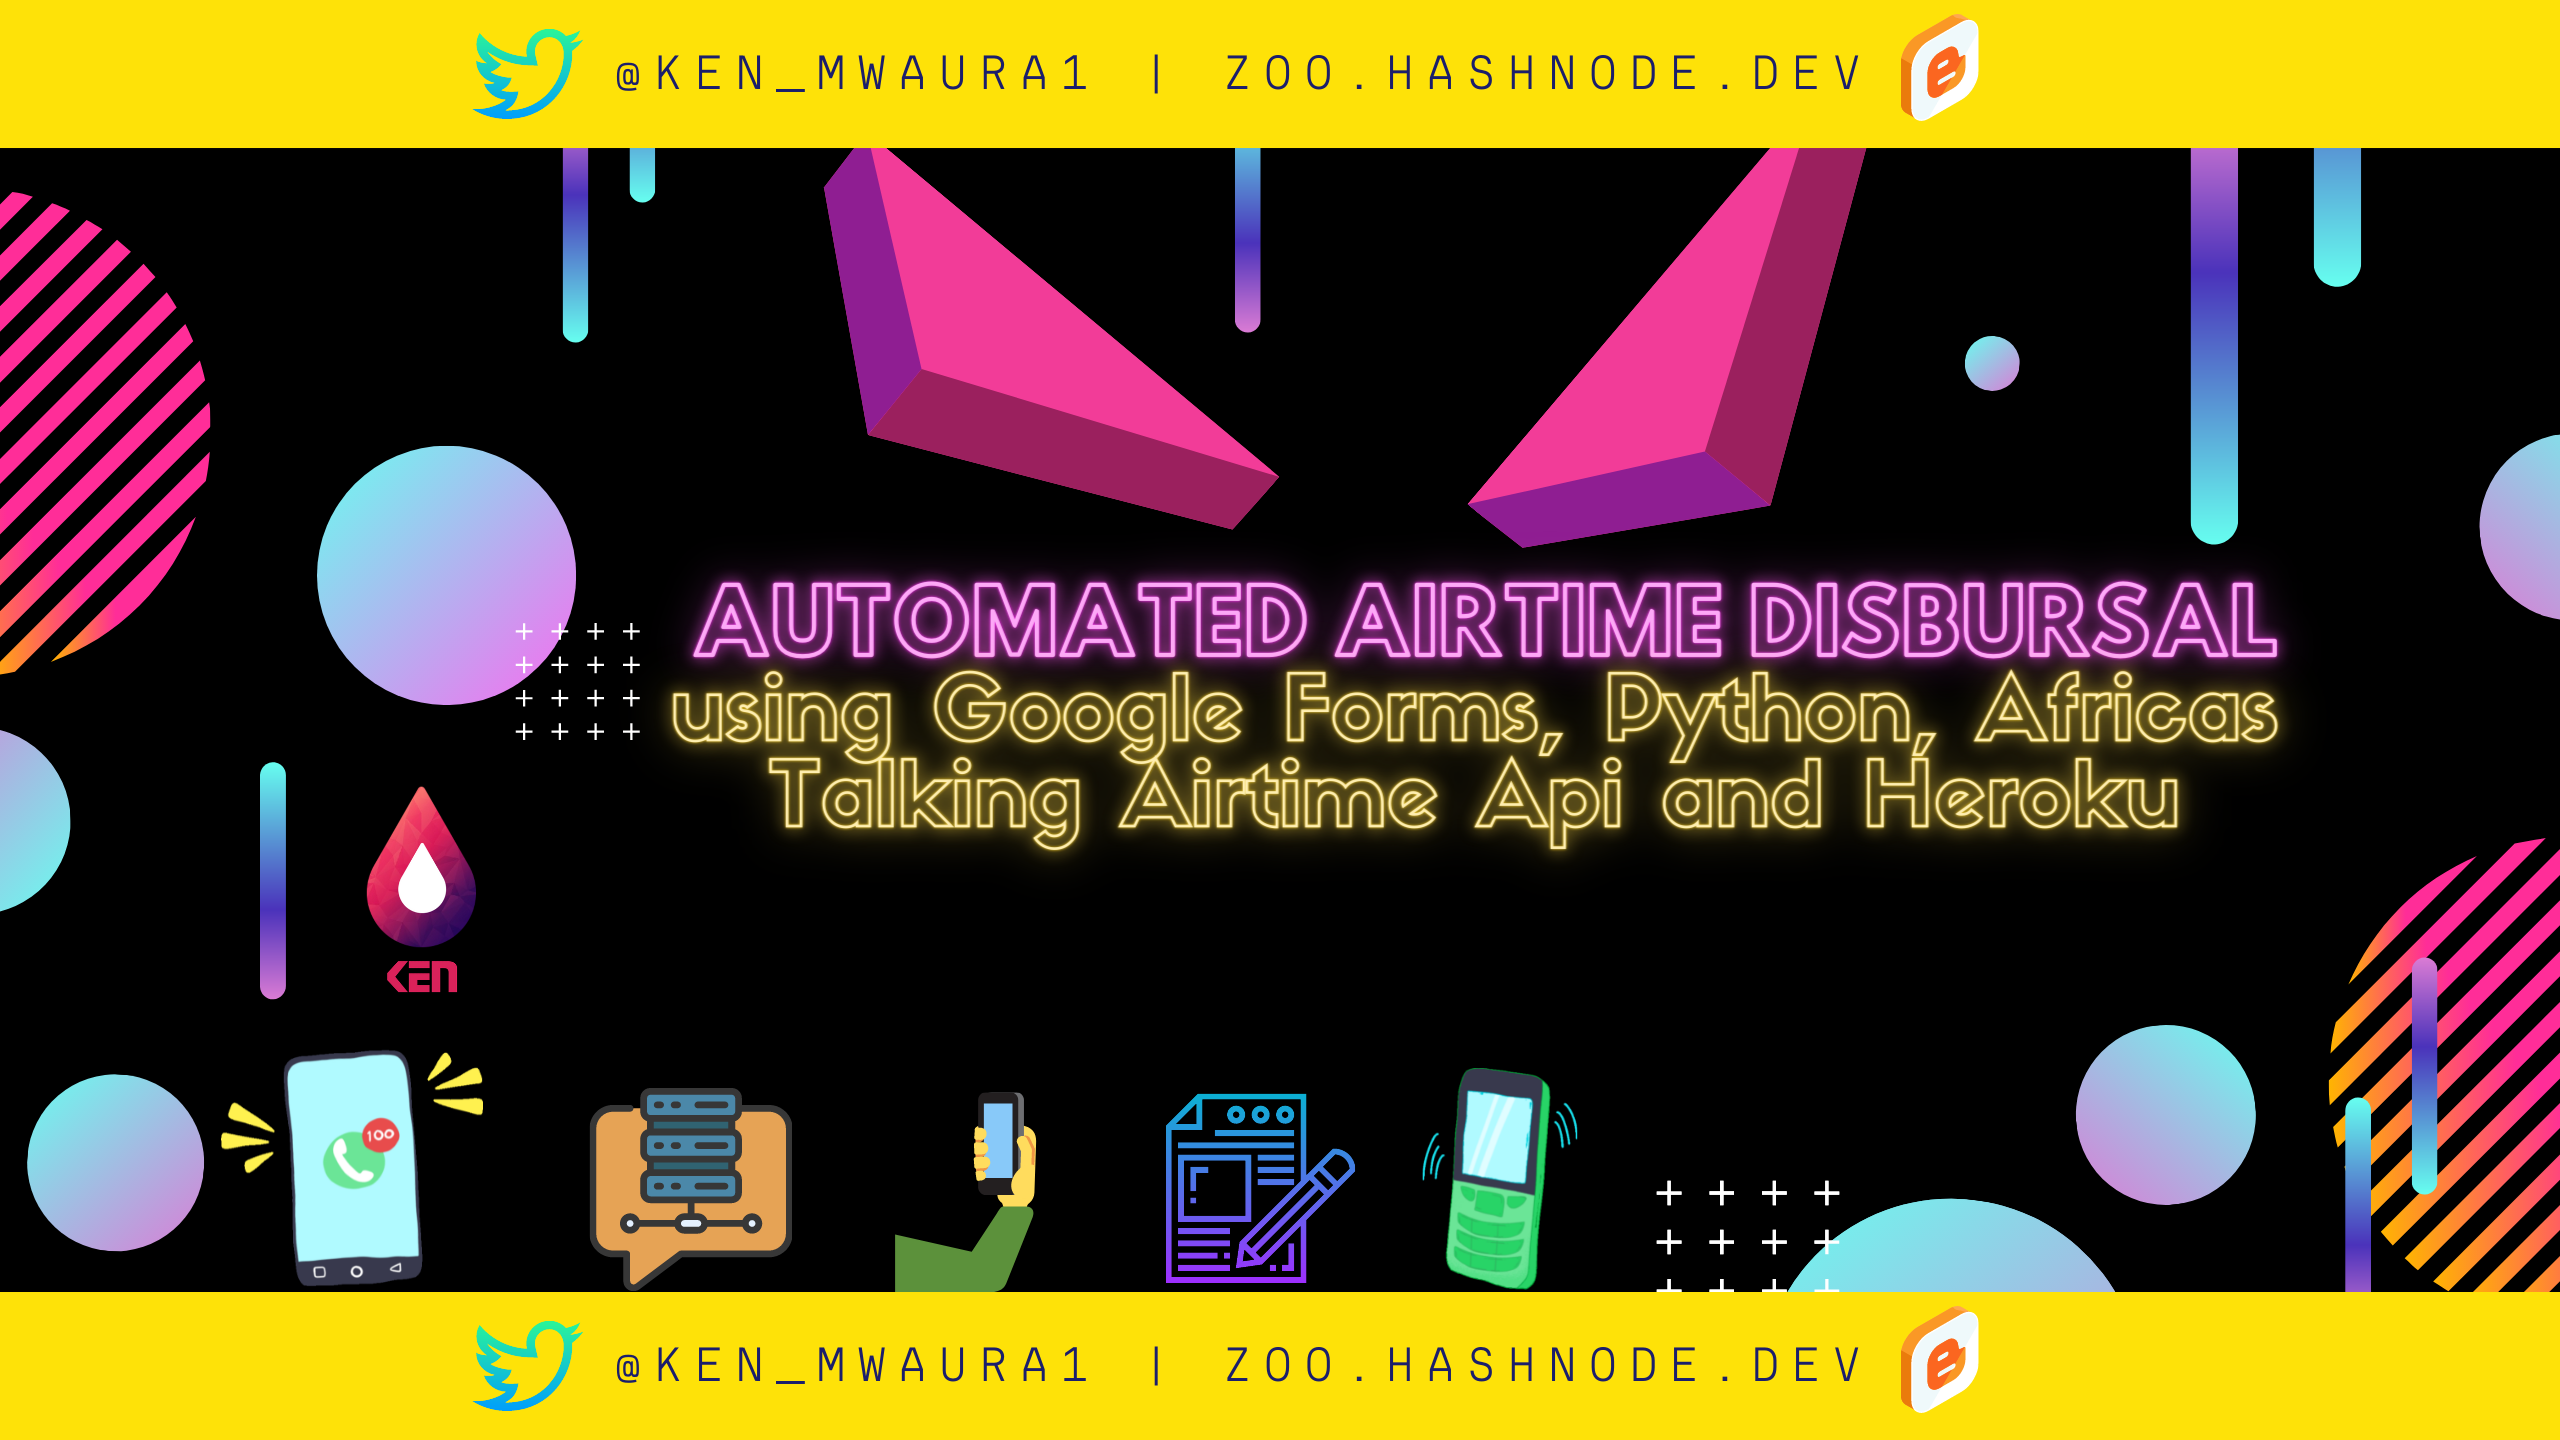 @KEN_MWAURA1 | ZOO.HASHNODE.DEV
AUTOMATED AIRTIME DISBURSAL
using Google Forms, Python, Africas
Talking Airtime Api and Heroku
KEN
100
@KEN_MWAURA1 | ZOO.HASHNODE.DEV